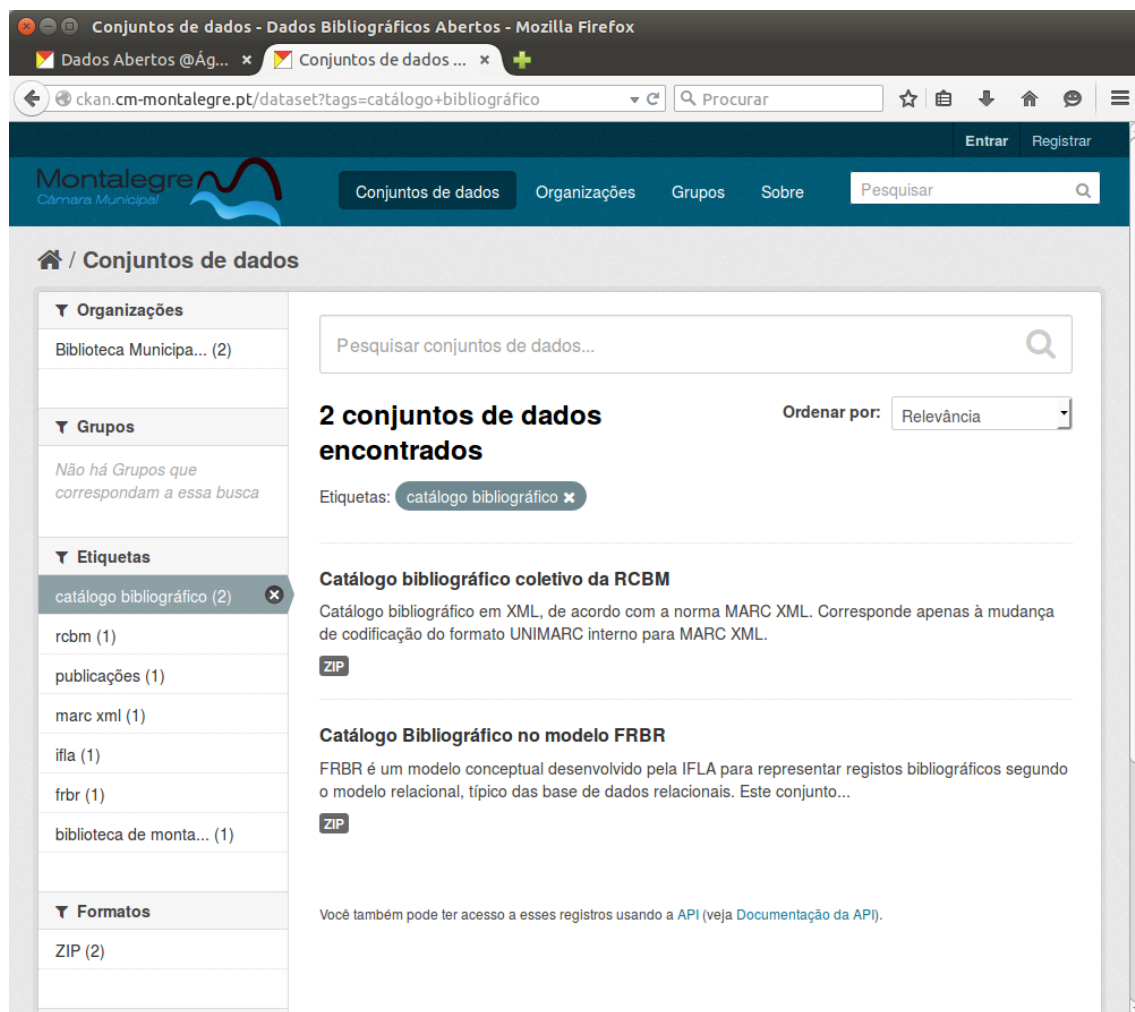 Conjuntos de dados - Dados Bibliográficos Abertos - Mozilla Firefox
Dados Abertos @Ág... ×
Conjuntos de dados ... ×
ckan.cm-montalegre.pt/dataset?tags=catálogo+bibliográfico
Procurar
Entrar Registrar
Montalegre
Câmara Municipal
Conjuntos de dados Organizações Grupos Sobre
Pesquisar
/ Conjuntos de dados
Organizações
Biblioteca Municipa... (2)
Grupos
Não há Grupos que
correspondam a essa busca
Etiquetas
catálogo bibliográfico (2)
rcbm (1)
publicações (1)
marc xml (1)
ifla (1)
frbr (1)
biblioteca de monta... (1)
Formatos
ZIP (2)
Pesquisar conjuntos de dados...
2 conjuntos de dados
encontrados
Ordenar por: Relevância
Etiquetas: catálogo bibliográfico ×
Catálogo bibliográfico coletivo da RCBM
Catálogo bibliográfico em XML, de acordo com a norma MARC XML. Corresponde apenas à mudança
de codificação do formato UNIMARC interno para MARC XML.
ZIP
Catálogo Bibliográfico no modelo FRBR
FRBR é um modelo conceptual desenvolvido pela IFLA para representar registos bibliográficos segundo
o modelo relacional, típico das base de dados relacionais. Este conjunto...
ZIP
Você também pode ter acesso a esses registros usando a API (veja Documentação da API).